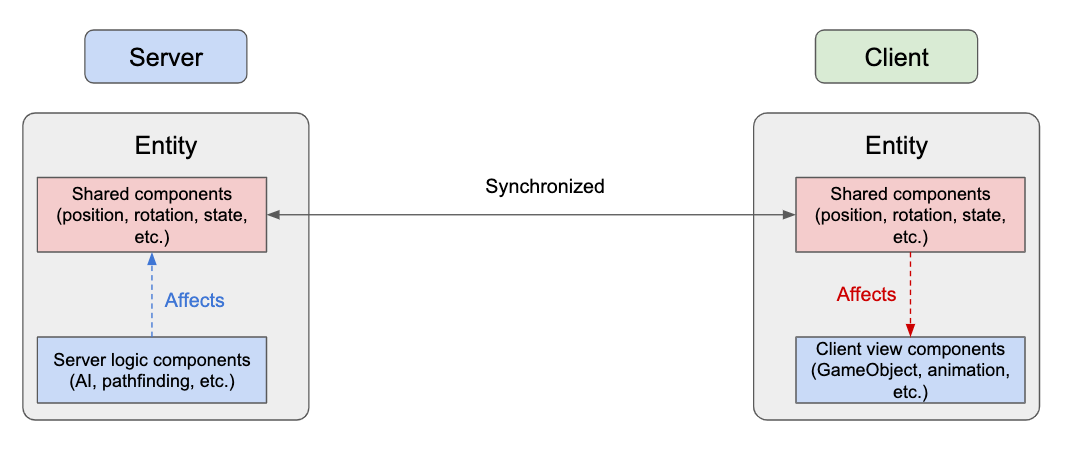 Server
Client
Entity
Shared components
(position, rotation, state,
etc.)
Affects
Server logic components
(AI, pathfinding, etc.)
Synchronized
Entity
Shared components
(position, rotation, state,
etc.)
Affects
Client view components
(GameObject, animation,
etc.)